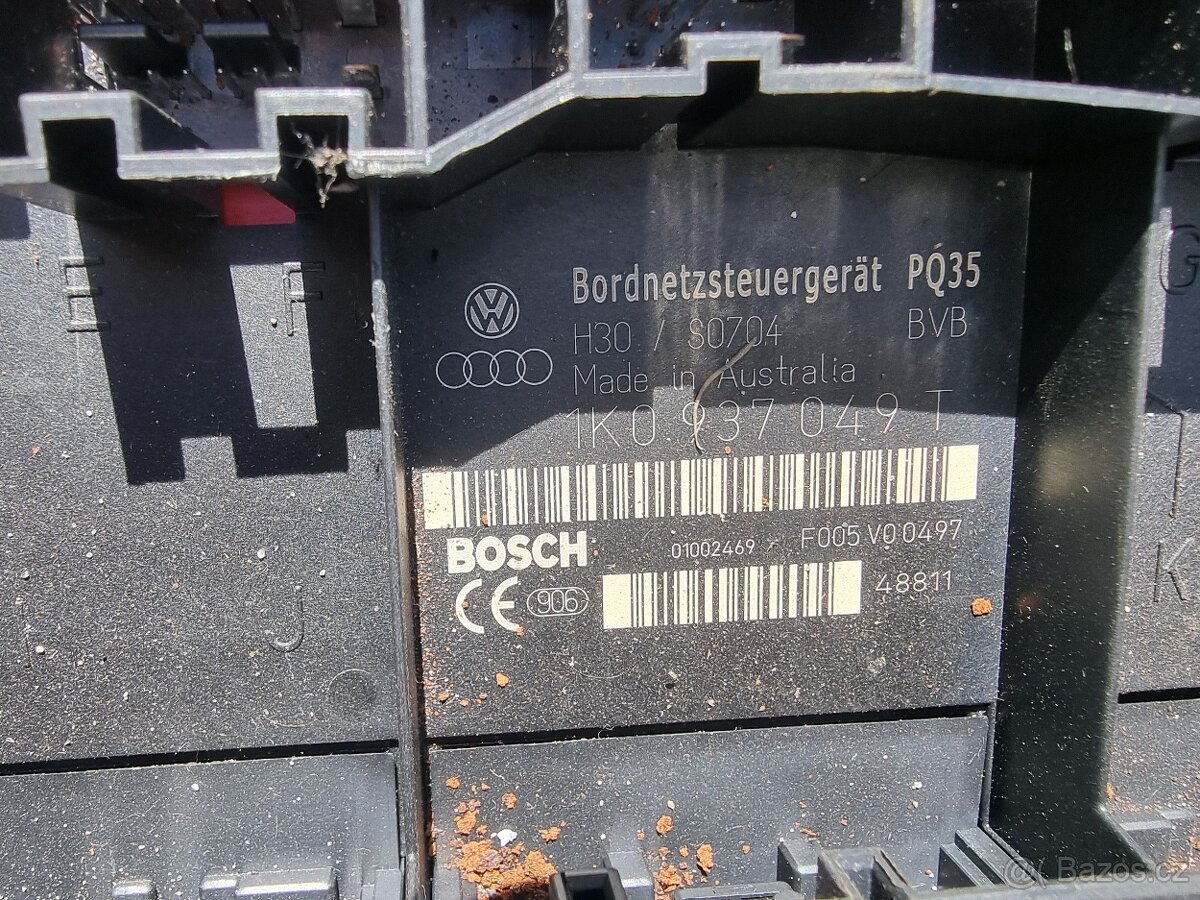 E F G
Bordnetzsteuergerät PQ35
H30 / S0704 BVB
Made in Australia
1K0 937 049 T
BOSCH 01002469 F005 V0 0497
CE 906 48811
J K
Bazos.cz